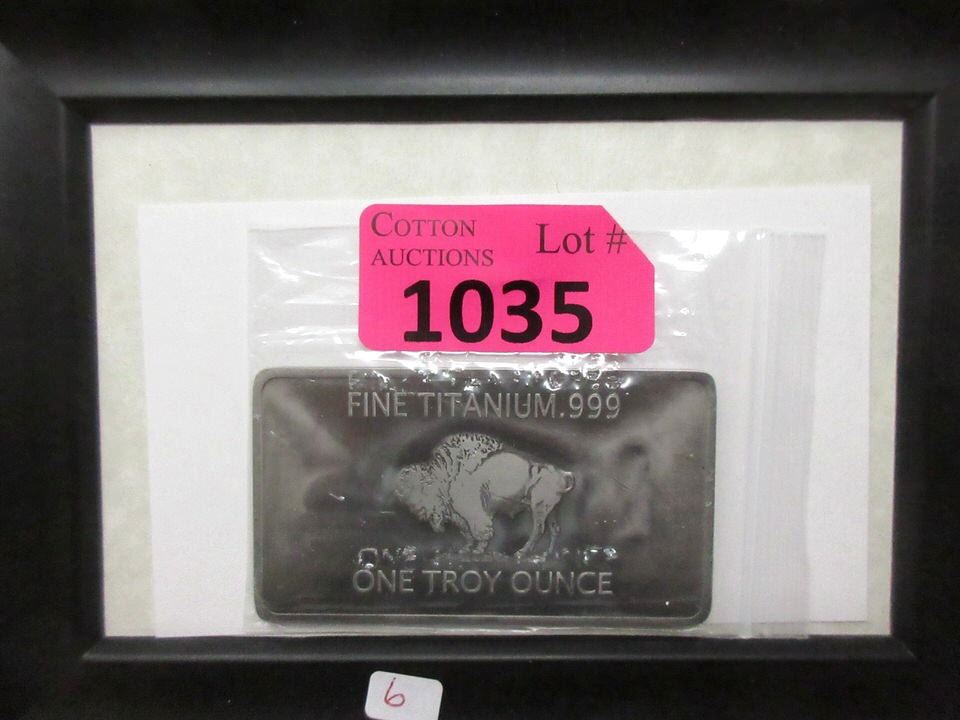 COTTON
AUCTIONS
Lot #
1035
FINE TITANIUM.999
ONE TROY OUNCE
6